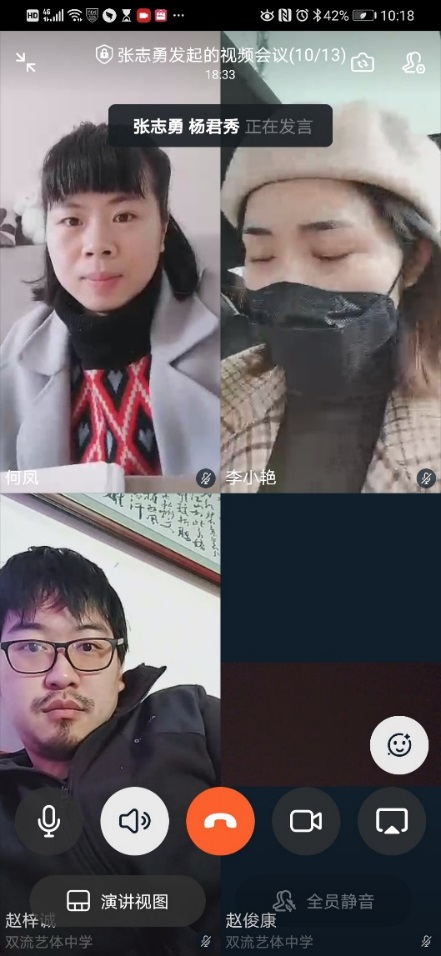 HD 4G 42% 10:18
张志勇发起的视频会议(10/13)
18:33
张志勇 杨君秀 正在发言
何凤
李小艳
演讲视图
全员静音
赵梓诚
双流艺体中学
赵俊康
双流艺体中学